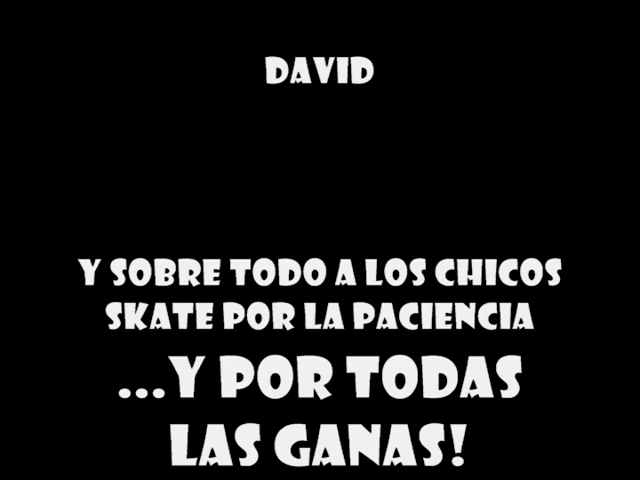 DAVID
Y SOBRE TODO A LOS CHICOS
SKATE POR LA PACIENCIA
...Y POR TODAS
LAS GANAS!